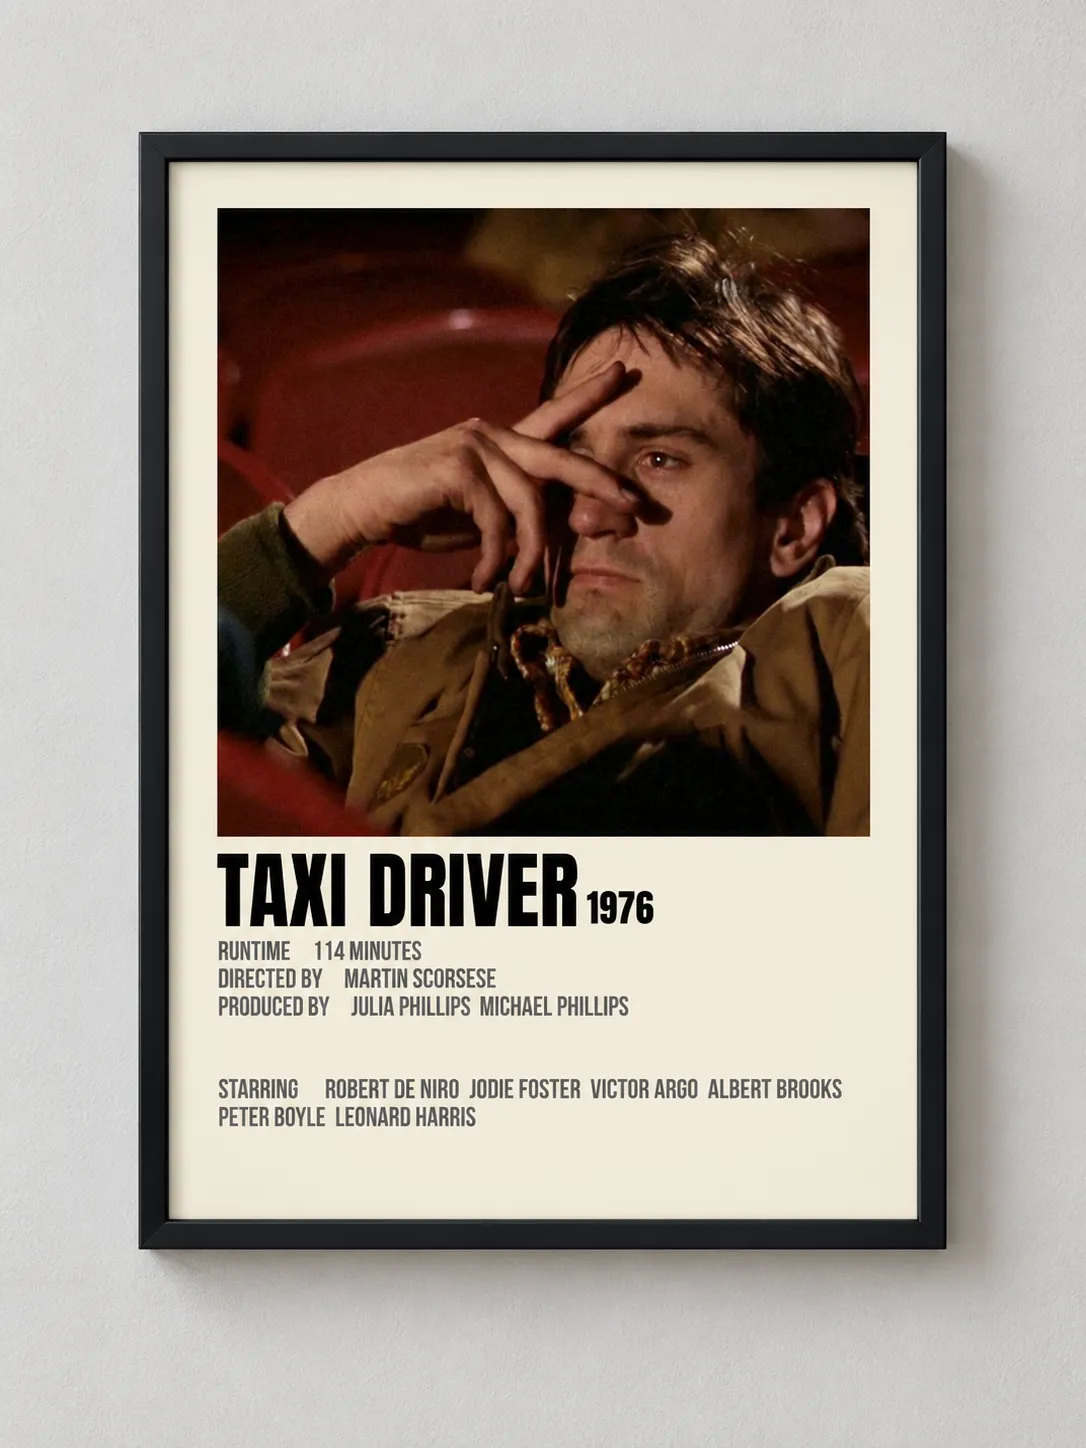 TAXI DRIVER 1976
RUNTIME 114 MINUTES
DIRECTED BY MARTIN SCORSESE
PRODUCED BY JULIA PHILLIPS MICHAEL PHILLIPS
STARRING ROBERT DE NIRO JODIE FOSTER VICTOR ARGO ALBERT BROOKS
PETER BOYLE LEONARD HARRIS